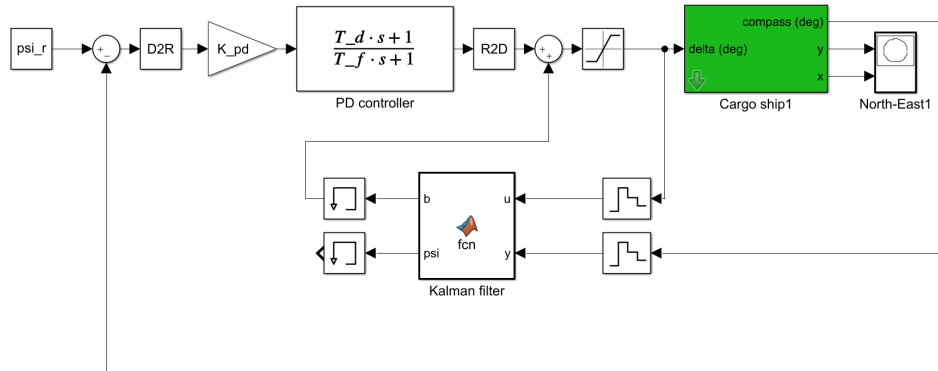 psi_r
D2R
K_pd
T_d · s + 1
T_f · s + 1
PD controller
R2D
+
+
−
compass (deg)
delta (deg)
y
x
Cargo ship1
North-East1
b
u
fcn
psi
y
Kalman filter